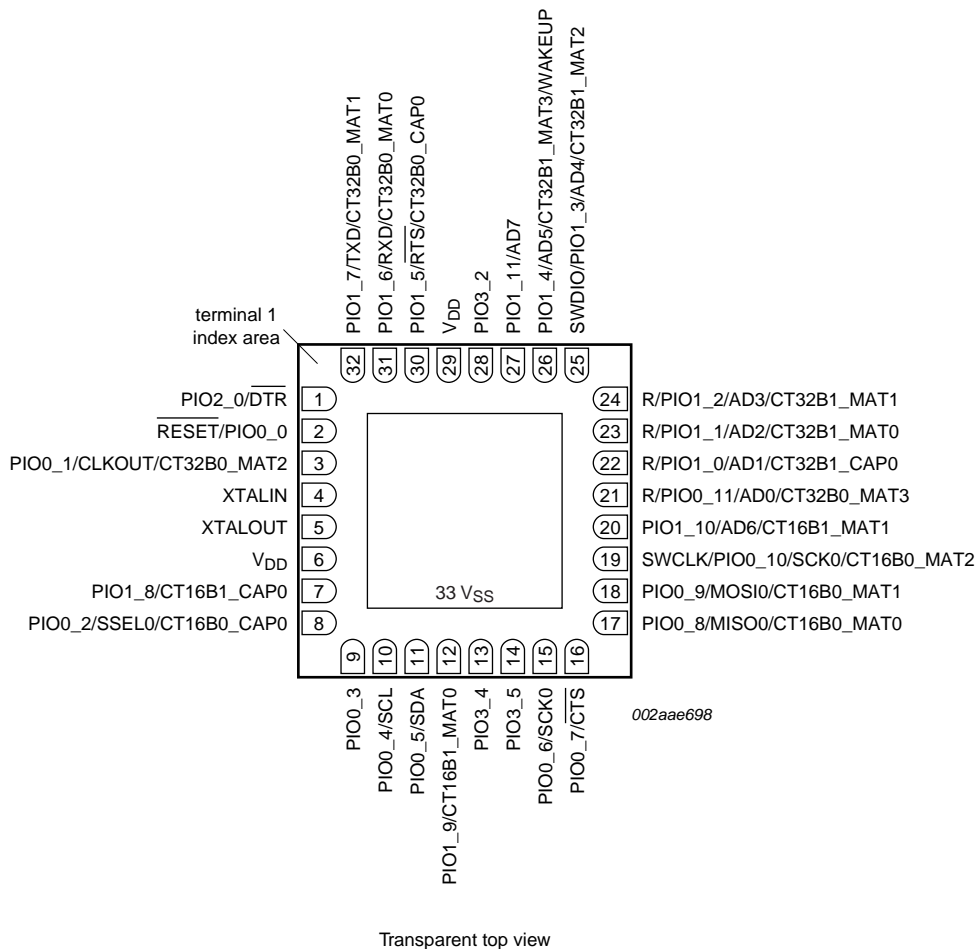 PIO1_7/TXD/CT32B0_MAT1
PIO1_6/RXD/CT32B0_MAT0
PIO1_5/RTS/CT32B0_CAP0
VDD
PIO3_2
PIO1_11/AD7
PIO1_4/AD5/CT32B1_MAT3/WAKEUP
SWDIO/PIO1_3/AD4/CT32B1_MAT2
terminal 1
index area
32
31
30
29
28
27
26
25
PIO2_0/DTR 1
RESET/PIO0_0 2
PIO0_1/CLKOUT/CT32B0_MAT2 3
XTALIN 4
XTALOUT 5
VDD 6
PIO1_8/CT16B1_CAP0 7
PIO0_2/SSEL0/CT16B0_CAP0 8
24 R/PIO1_2/AD3/CT32B1_MAT1
23 R/PIO1_1/AD2/CT32B1_MAT0
22 R/PIO1_0/AD1/CT32B1_CAP0
21 R/PIO0_11/AD0/CT32B0_MAT3
20 PIO1_10/AD6/CT16B1_MAT1
19 SWCLK/PIO0_10/SCK0/CT16B0_MAT2
18 PIO0_9/MOSI0/CT16B0_MAT1
17 PIO0_8/MISO0/CT16B0_MAT0
33 VSS
9
10
11
12
13
14
15
16
PIO0_3
PIO0_4/SCL
PIO0_5/SDA
PIO1_9/CT16B1_MAT0
PIO3_4
PIO3_5
PIO0_6/SCK0
PIO0_7/CTS
002aae698
Transparent top view